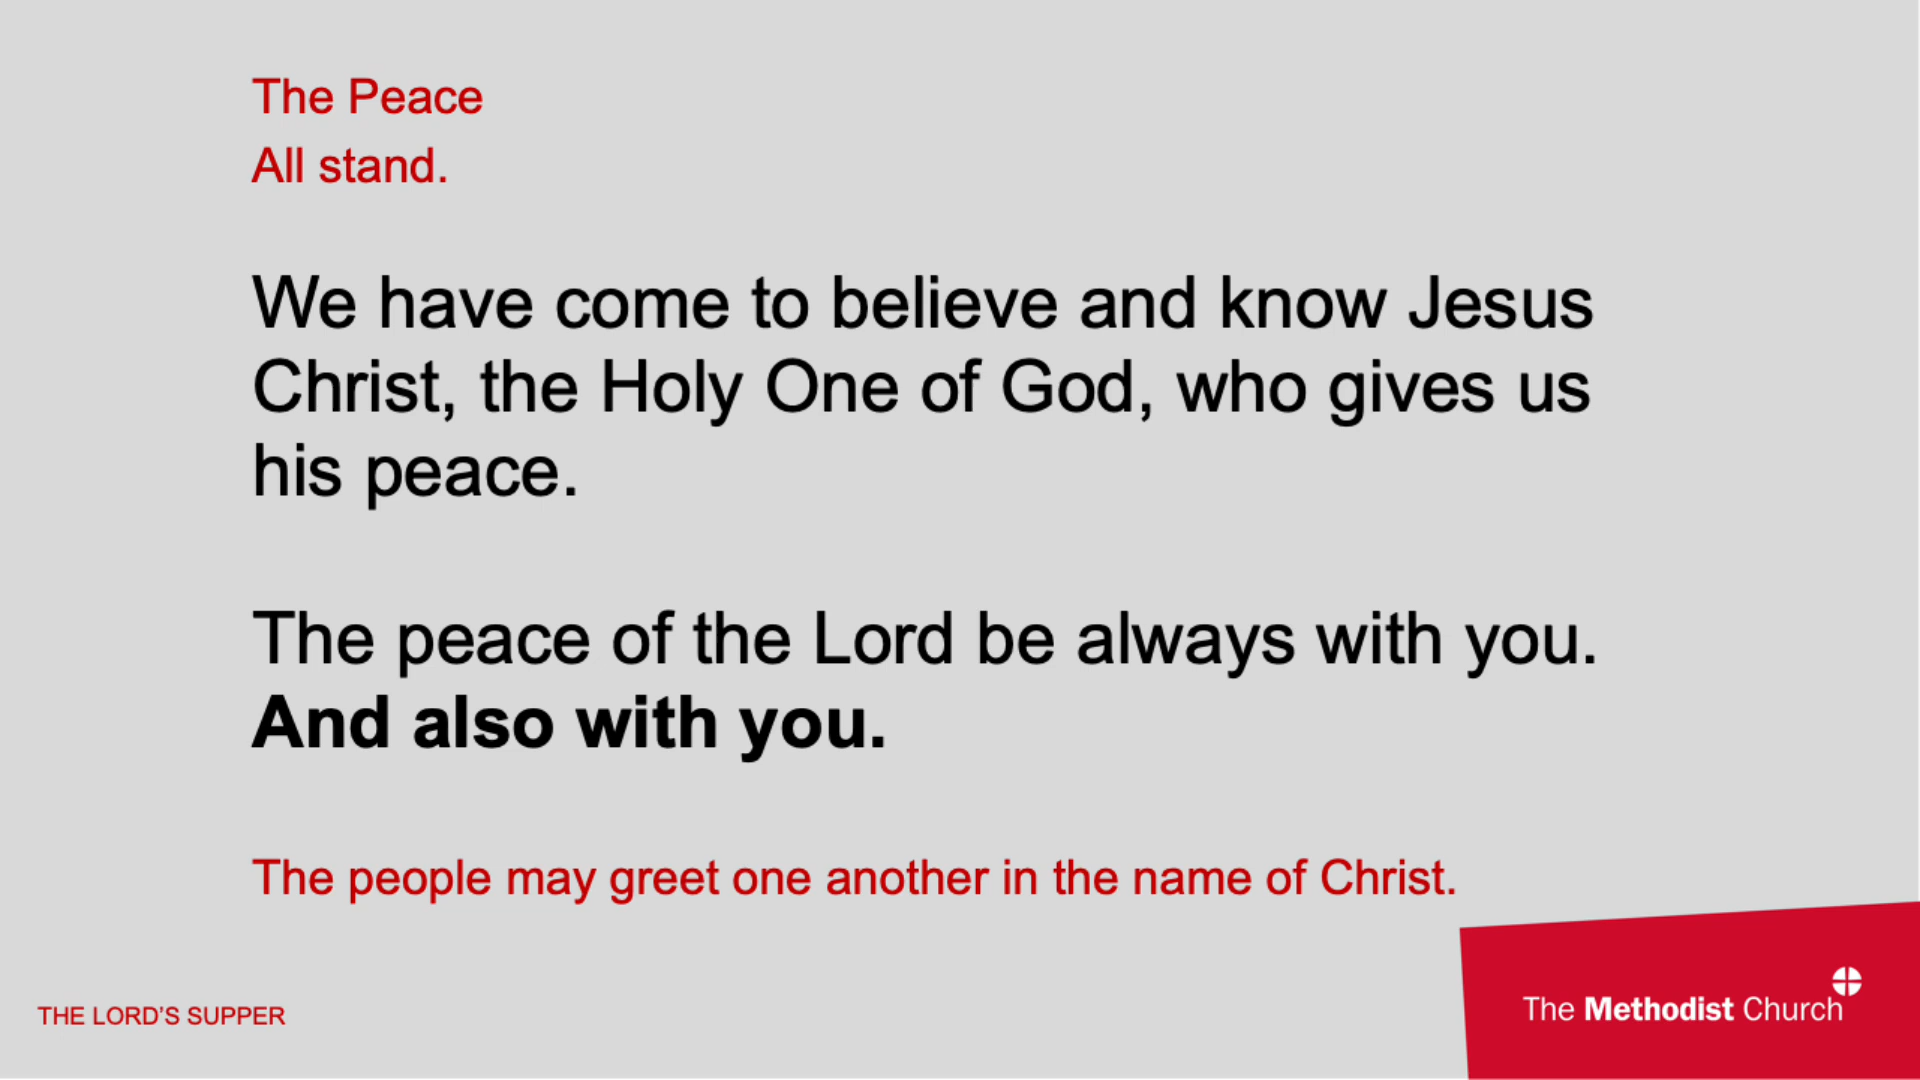 The Peace
All stand.
We have come to believe and know Jesus
Christ, the Holy One of God, who gives us
his peace.
The peace of the Lord be always with you.
And also with you.
The people may greet one another in the name of Christ.
THE LORD’S SUPPER
The Methodist Church